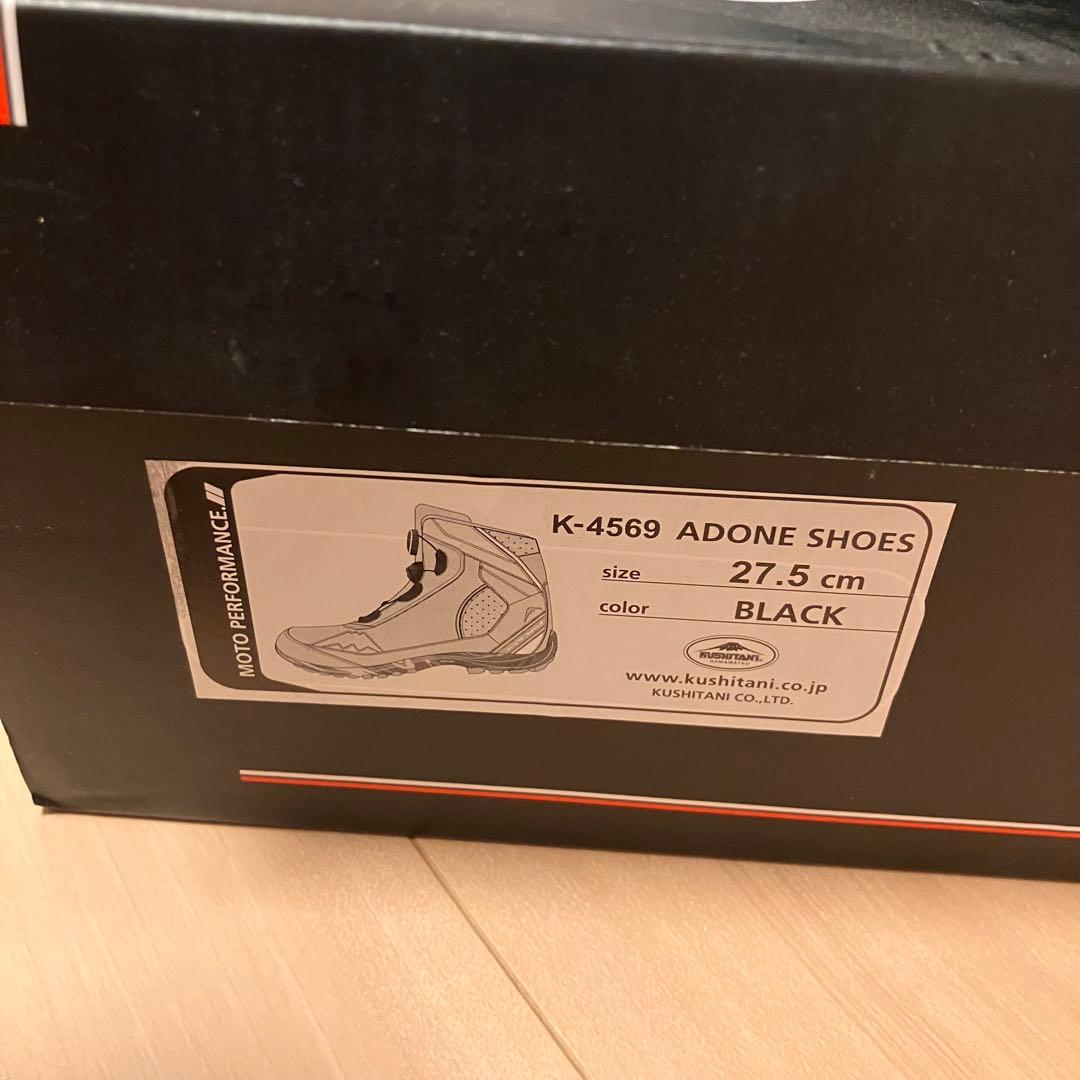 MOTO PERFORMANCE.
K-4569 ADONE SHOES
size 27.5 cm
color BLACK
KUSHITANI
HAMAMATSU
www.kushitani.co.jp
KUSHITANI CO.,LTD.